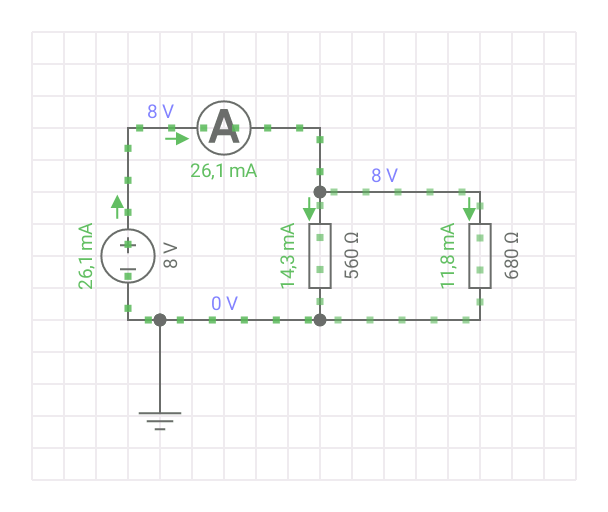 8 V
A
26,1 mA
8 V
26,1 mA
8 V
14,3 mA
560 Ω
11,8 mA
680 Ω
0 V